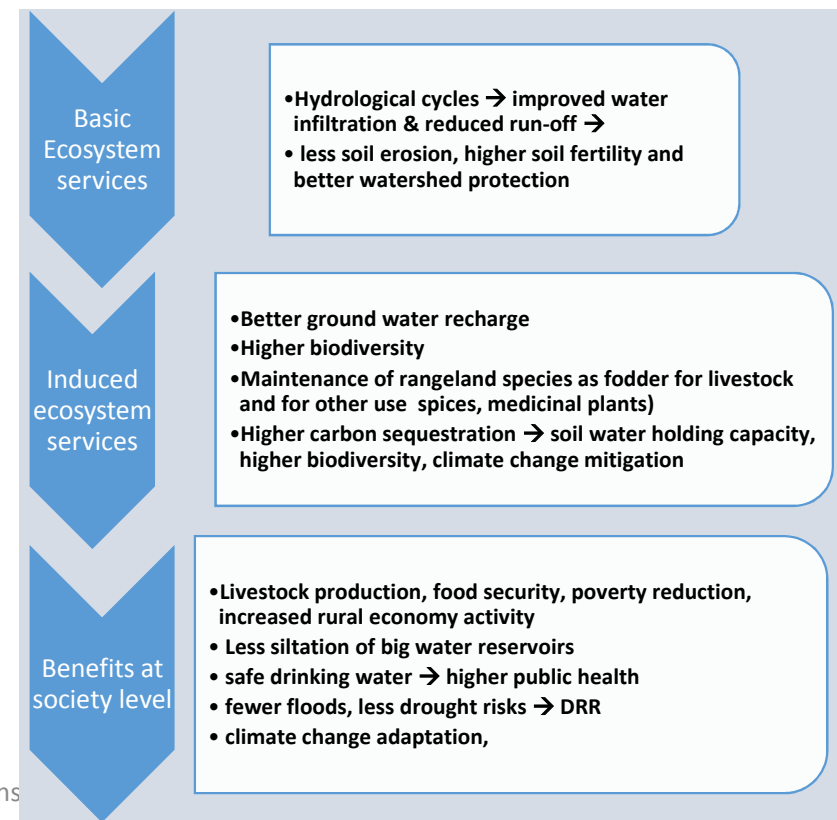 Basic
Ecosystem
services
•Hydrological cycles → improved water
infiltration & reduced run-off →
• less soil erosion, higher soil fertility and
better watershed protection
Induced
ecosystem
services
•Better ground water recharge
•Higher biodiversity
•Maintenance of rangeland species as fodder for livestock
and for other use spices, medicinal plants)
•Higher carbon sequestration → soil water holding capacity,
higher biodiversity, climate change mitigation
Benefits at
society level
•Livestock production, food security, poverty reduction,
increased rural economy activity
• Less siltation of big water reservoirs
• safe drinking water → higher public health
• fewer floods, less drought risks → DRR
• climate change adaptation,